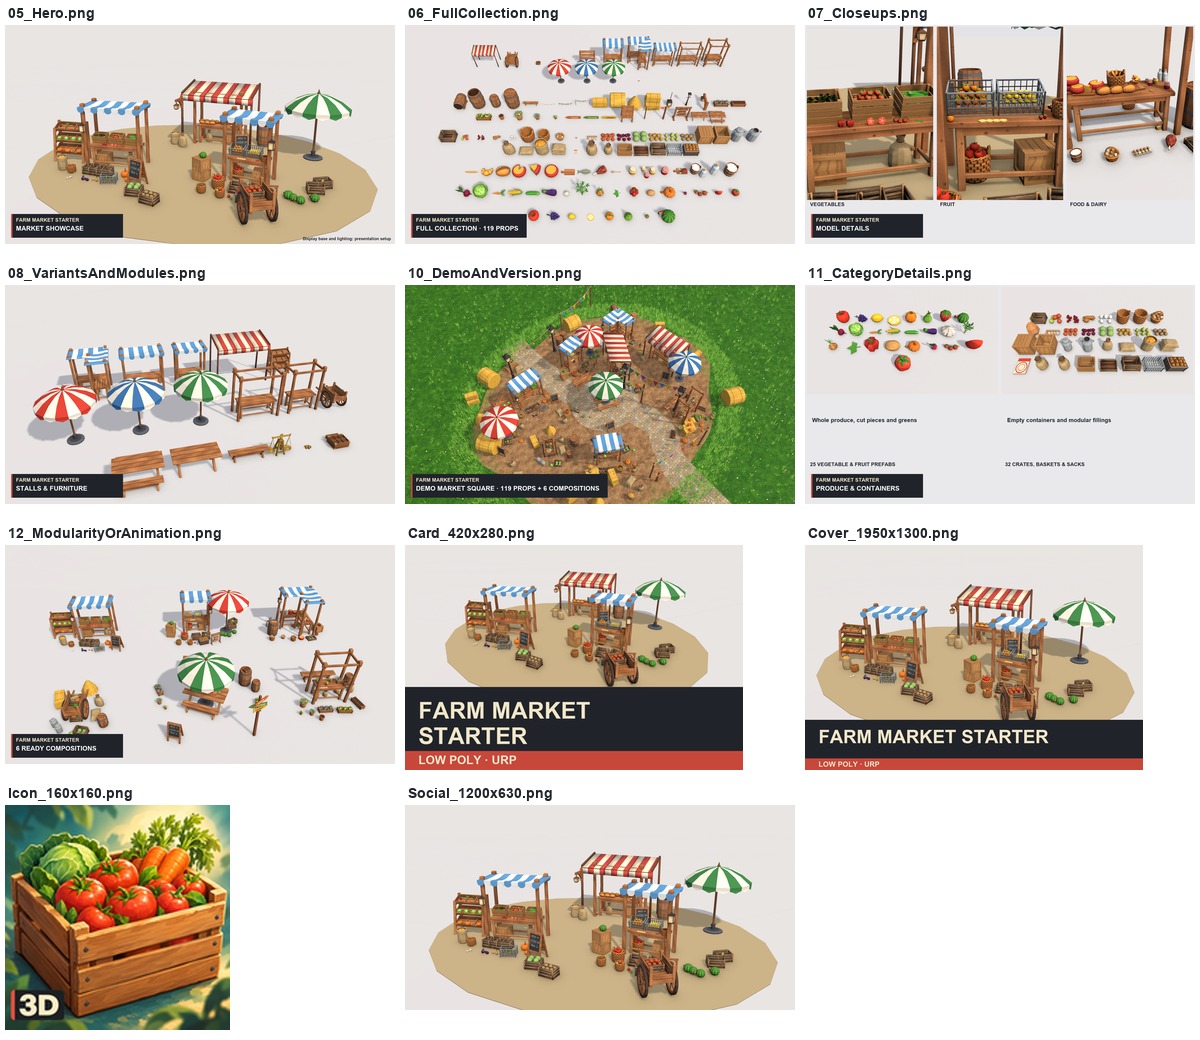 05_Hero.png
06_FullCollection.png
07_Closeups.png
FARM MARKET STARTER
MARKET SHOWCASE
Display base and lighting: presentation setup
FARM MARKET STARTER
FULL COLLECTION · 119 PROPS
VEGETABLES
FRUIT
FOOD & DAIRY
FARM MARKET STARTER
MODEL DETAILS
08_VariantsAndModules.png
10_DemoAndVersion.png
11_CategoryDetails.png
FARM MARKET STARTER
STALLS & FURNITURE
FARM MARKET STARTER
DEMO MARKET SQUARE · 119 PROPS + 6 COMPOSITIONS
Whole produce, cut pieces and greens
Empty containers and modular fillings
25 VEGETABLE & FRUIT PREFABS
32 CRATES, BASKETS & SACKS
FARM MARKET STARTER
PRODUCE & CONTAINERS
12_ModularityOrAnimation.png
Card_420x280.png
Cover_1950x1300.png
FARM MARKET STARTER
6 READY COMPOSITIONS
FARM MARKET
STARTER
LOW POLY · URP
FARM MARKET STARTER
LOW POLY · URP
Icon_160x160.png
Social_1200x630.png
3D